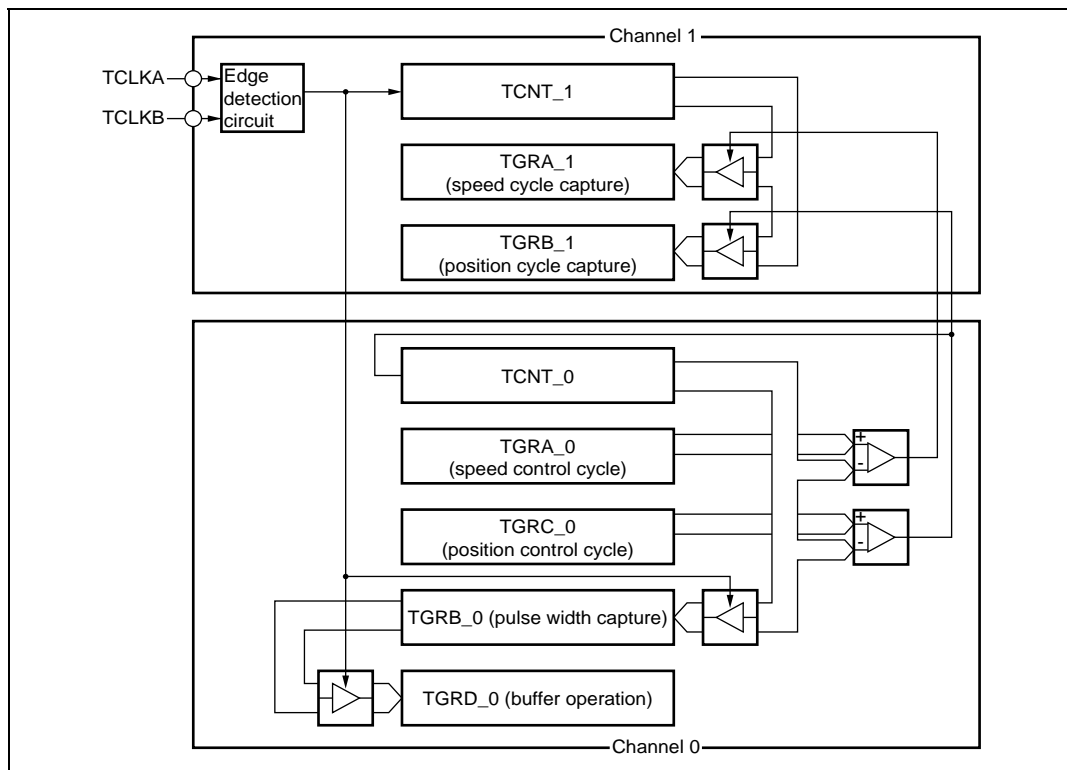 Channel 1
TCLKA
TCLKB
Edge
detection
circuit
TCNT_1
TGRA_1
(speed cycle capture)
TGRB_1
(position cycle capture)
TCNT_0
TGRA_0
(speed control cycle)
+
-
TGRC_0
(position control cycle)
+
-
TGRB_0 (pulse width capture)
TGRD_0 (buffer operation)
Channel 0